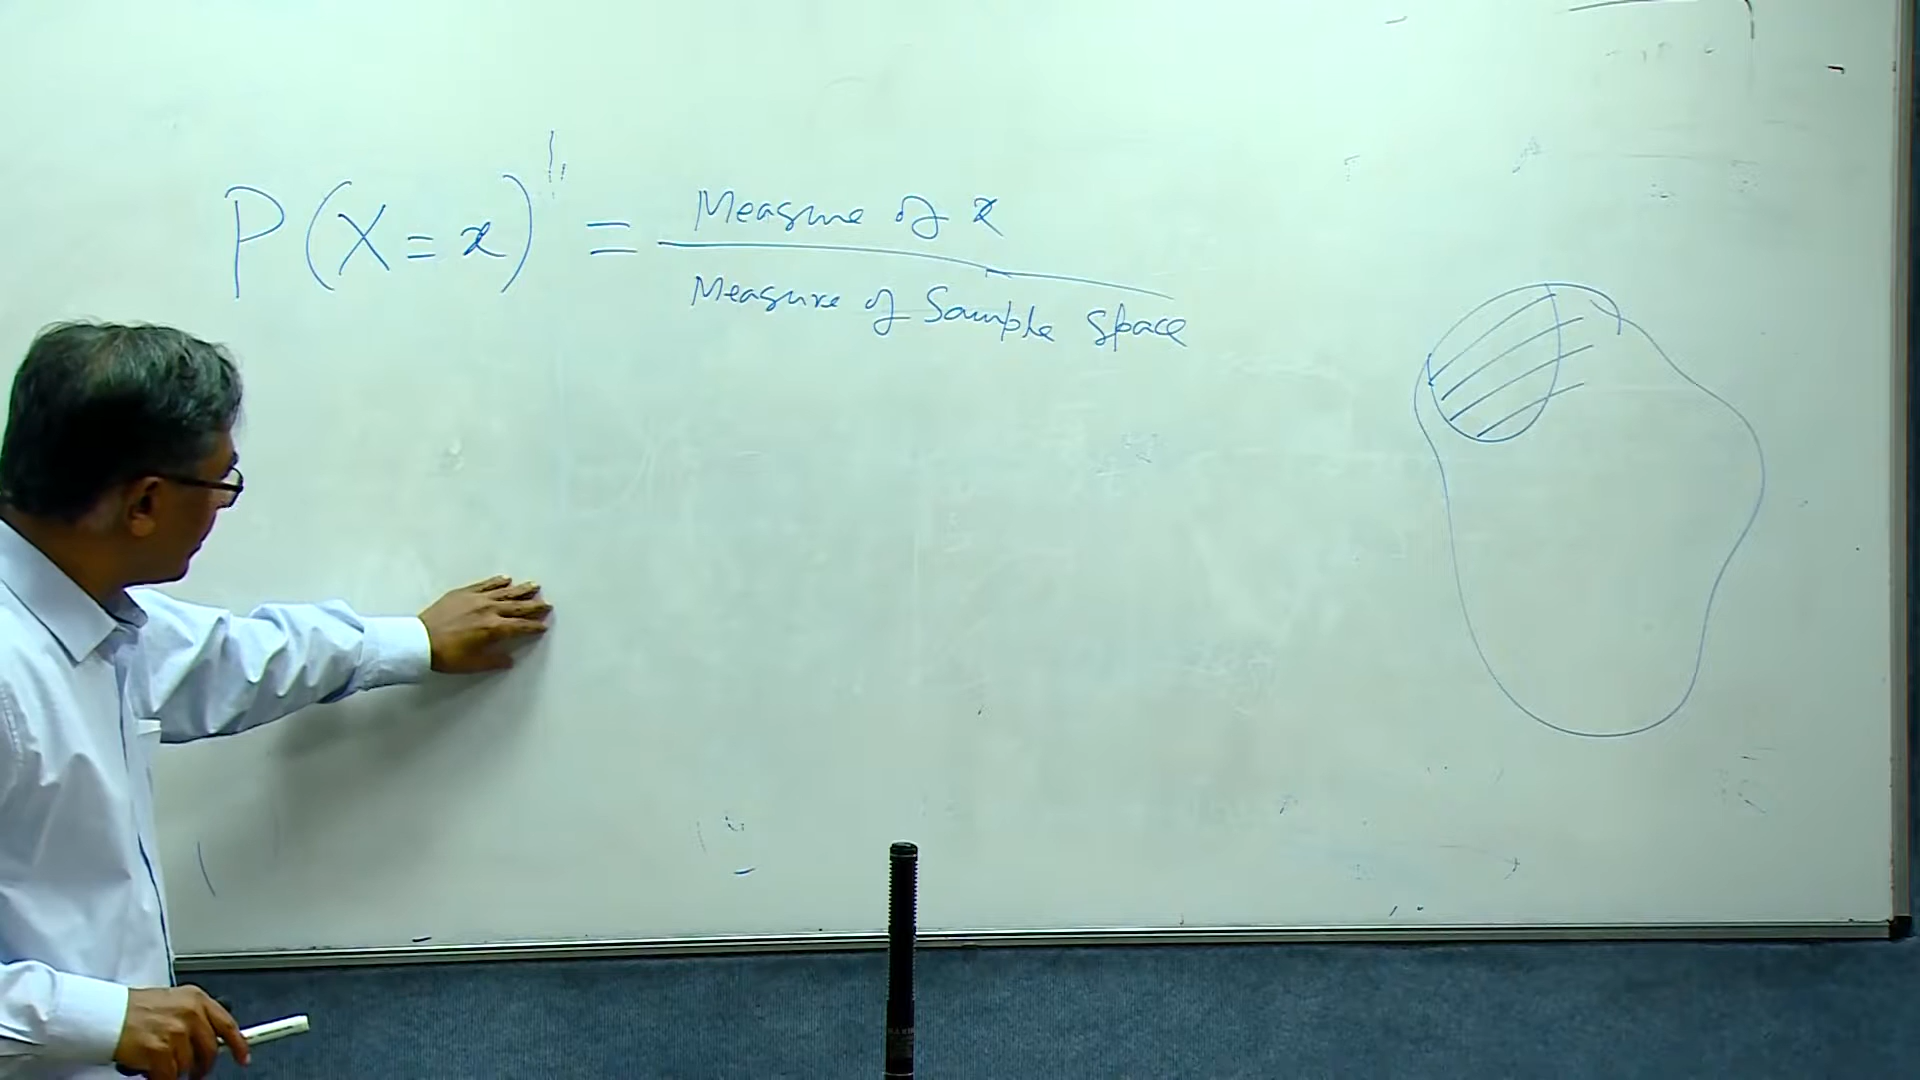 P(X=x) = Measure of x
Measure of Sample Space